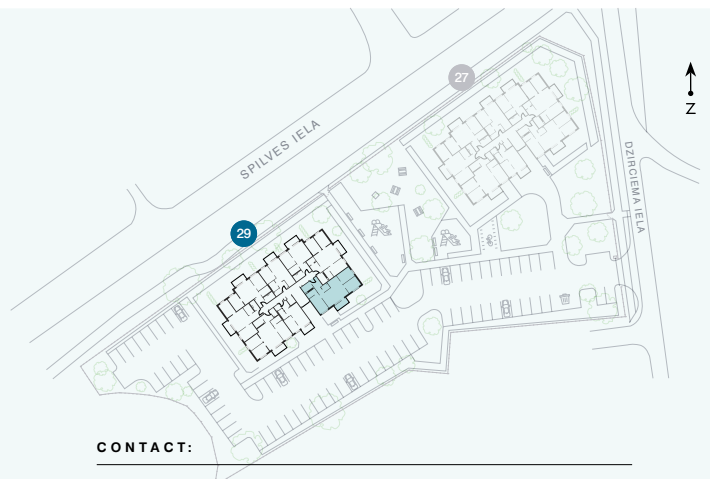 27
Z
SPILVES IELA
DZIRCIEMA IELA
29
CONTACT: